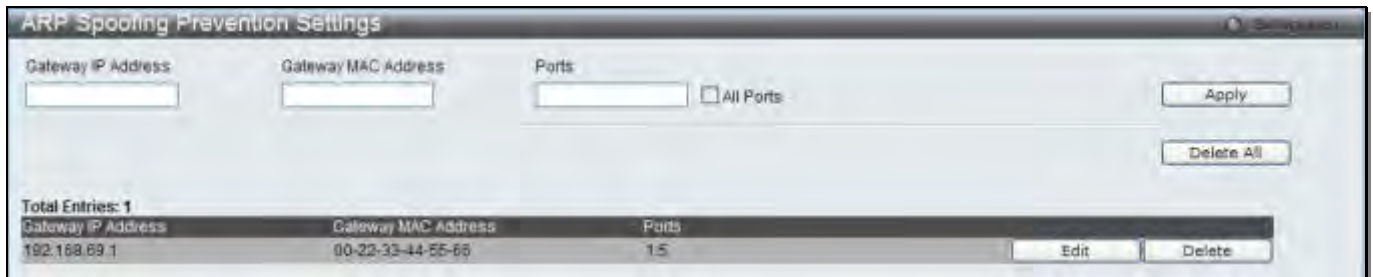 ARP Spoofing Prevention Settings
Gateway IP Address Gateway MAC Address Ports
All Ports Apply
Delete All
Total Entries: 1
Gateway IP Address Gateway MAC Address Ports
192.168.69.1 00-22-33-44-55-66 Edit Delete